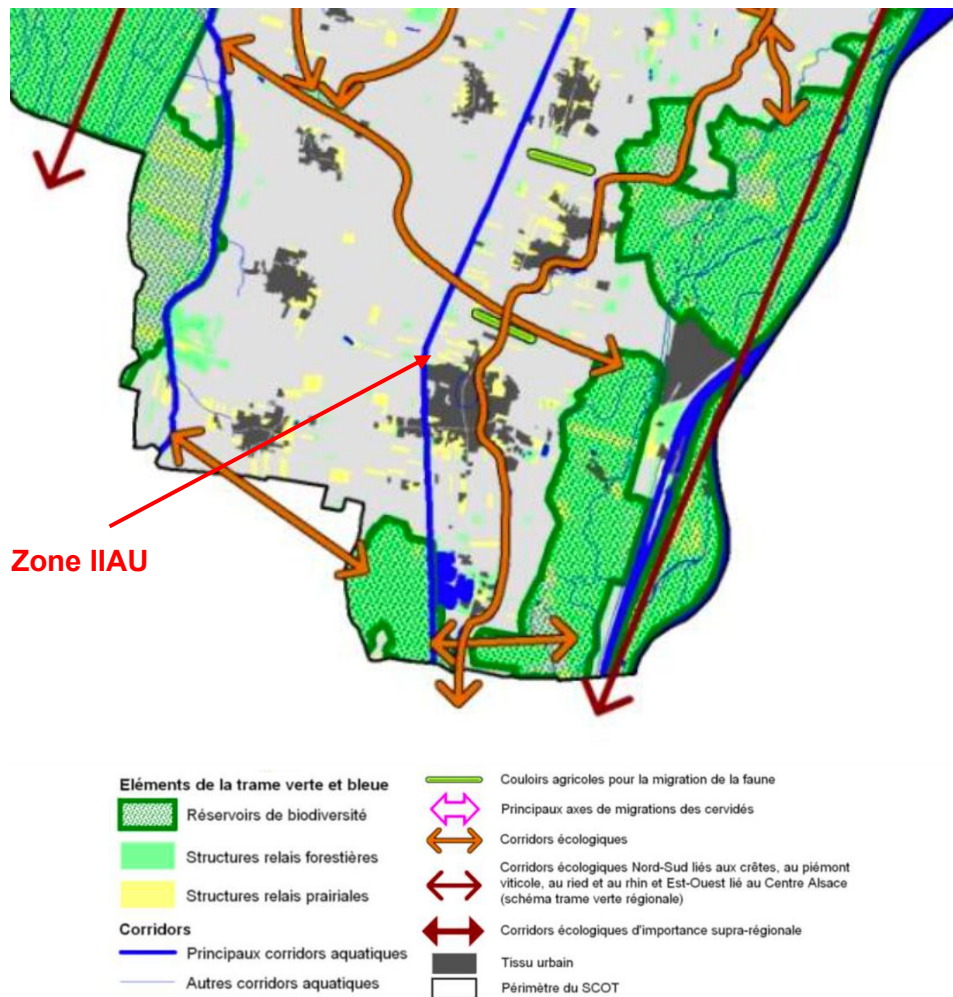 Zone IIAU
Eléments de la trame verte et bleue
Réservoirs de biodiversité
Structures relais forestières
Structures relais prairiales
Corridors
Principaux corridors aquatiques
Autres corridors aquatiques
Couloirs agricoles pour la migration de la faune
Principaux axes de migrations des cervidés
Corridors écologiques
Corridors écologiques Nord-Sud liés aux crêtes, au piémont
viticole, au ried et au rhin et Est-Ouest lié au Centre Alsace
(schéma trame verte régionale)
Corridors écologiques d'importance supra-régionale
Tissu urbain
Périmètre du SCOT